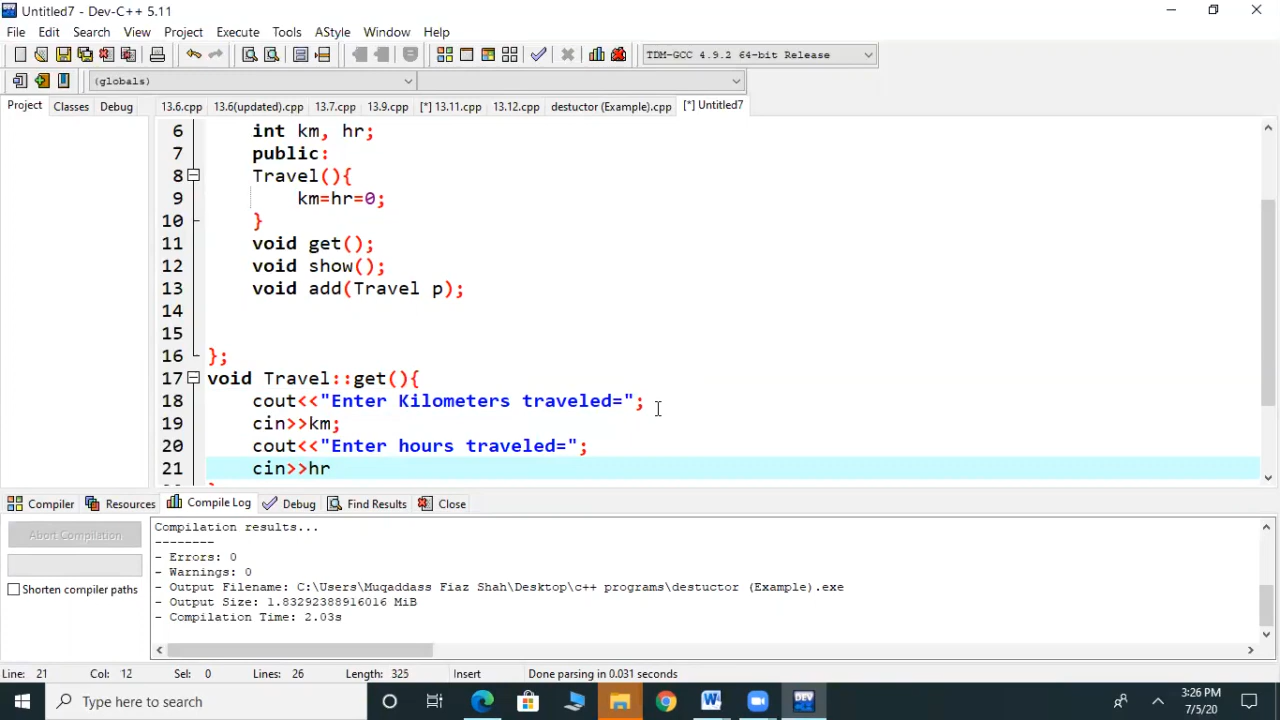 Untitled7 - Dev-C++ 5.11
File Edit Search View Project Execute Tools AStyle Window Help
TDM-GCC 4.9.2 64-bit Release
(globals)
Project Classes Debug 13.6.cpp 13.6(updated).cpp 13.7.cpp 13.9.cpp [*] 13.11.cpp 13.12.cpp destuctor (Example).cpp [*] Untitled7
6 int km, hr;
7 public:
8 Travel(){
9 km=hr=0;
10 }
11 void get();
12 void show();
13 void add(Travel p);
14
15
16 };
17 void Travel::get(){
18 cout<<"Enter Kilometers traveled=";
19 cin>>km;
20 cout<<"Enter hours traveled=";
21 cin>>hr
Compiler Resources Compile Log Debug Find Results Close
Abort Compilation
Shorten compiler paths
Compilation results...
--------
- Errors: 0
- Warnings: 0
- Output Filename: C:\Users\Muqaddass Fiaz Shah\Desktop\c++ programs\destuctor (Example).exe
- Output Size: 1.83292388916016 MiB
- Compilation Time: 2.03s
Line: 21 Col: 12 Sel: 0 Lines: 26 Length: 325 Insert Done parsing in 0.031 seconds
Type here to search
DEV
3:26 PM
7/5/20